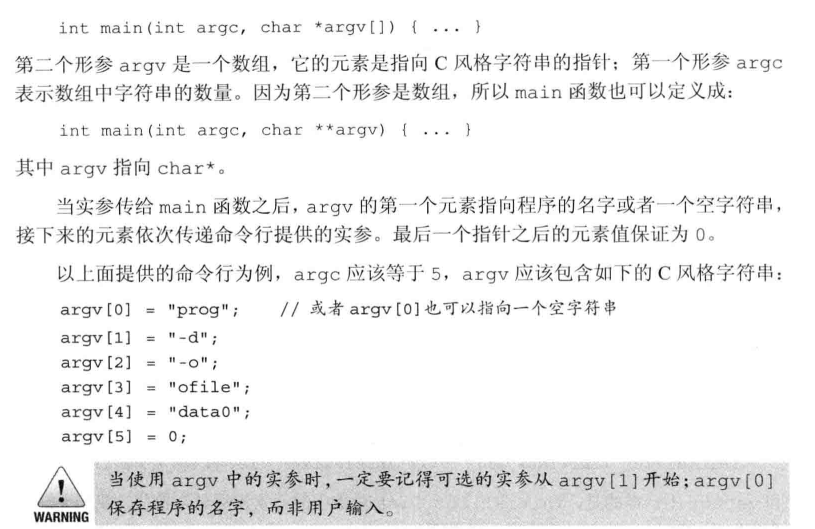 int main(int argc, char *argv[]) { ... }
第二个形参 argv 是一个数组，它的元素是指向 C 风格字符串的指针；第一个形参 argc
表示数组中字符串的数量。因为第二个形参是数组，所以 main 函数也可以定义成：
int main(int argc, char **argv) { ... }
其中 argv 指向 char*。
当实参传给 main 函数之后，argv 的第一个元素指向程序的名字或者一个空字符串，
接下来的元素依次传递命令行提供的实参。最后一个指针之后的元素值保证为 0。
以上面提供的命令行为例，argc 应该等于 5，argv 应该包含如下的 C 风格字符串：
argv[0] = "prog"; // 或者 argv[0]也可以指向一个空字符串
argv[1] = "-d";
argv[2] = "-o";
argv[3] = "ofile";
argv[4] = "data0";
argv[5] = 0;
当使用 argv 中的实参时，一定要记得可选的实参从 argv[1]开始；argv[0]
保存程序的名字，而非用户输入。
WARNING